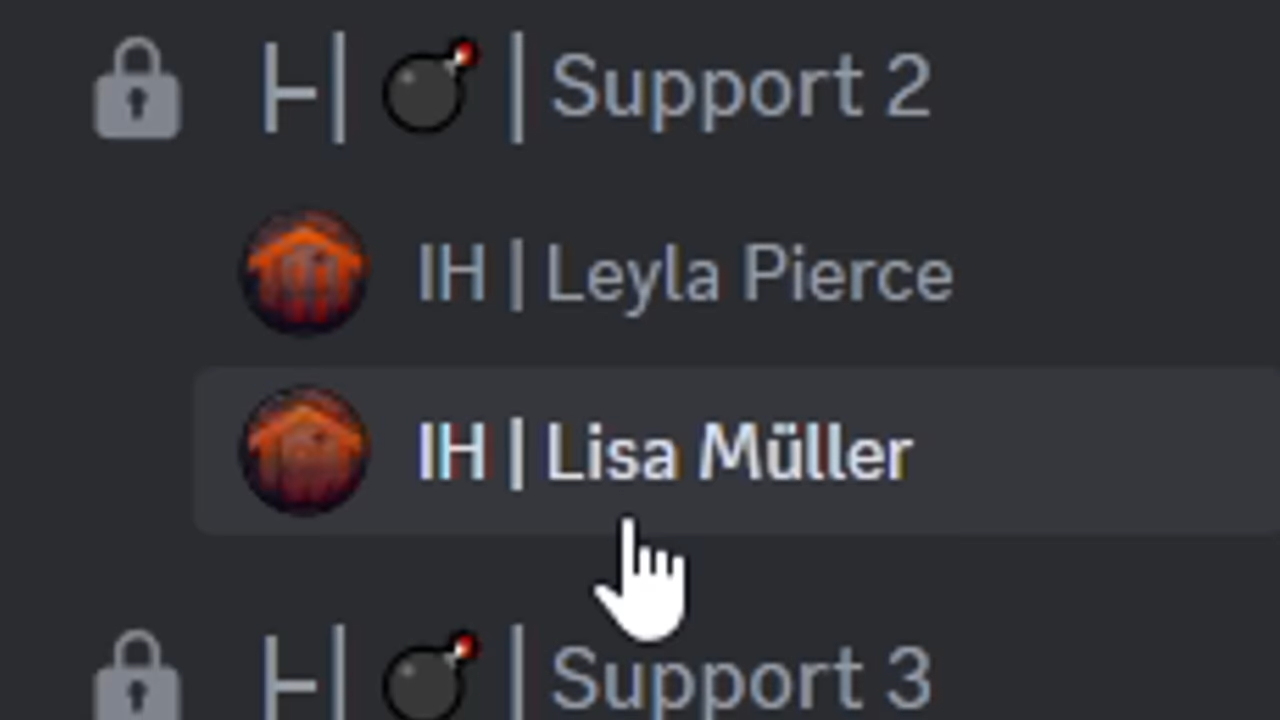 ├ | 💣 | Support 2
IH | Leyla Pierce
IH | Lisa Müller
├ | 💣 | Support 3